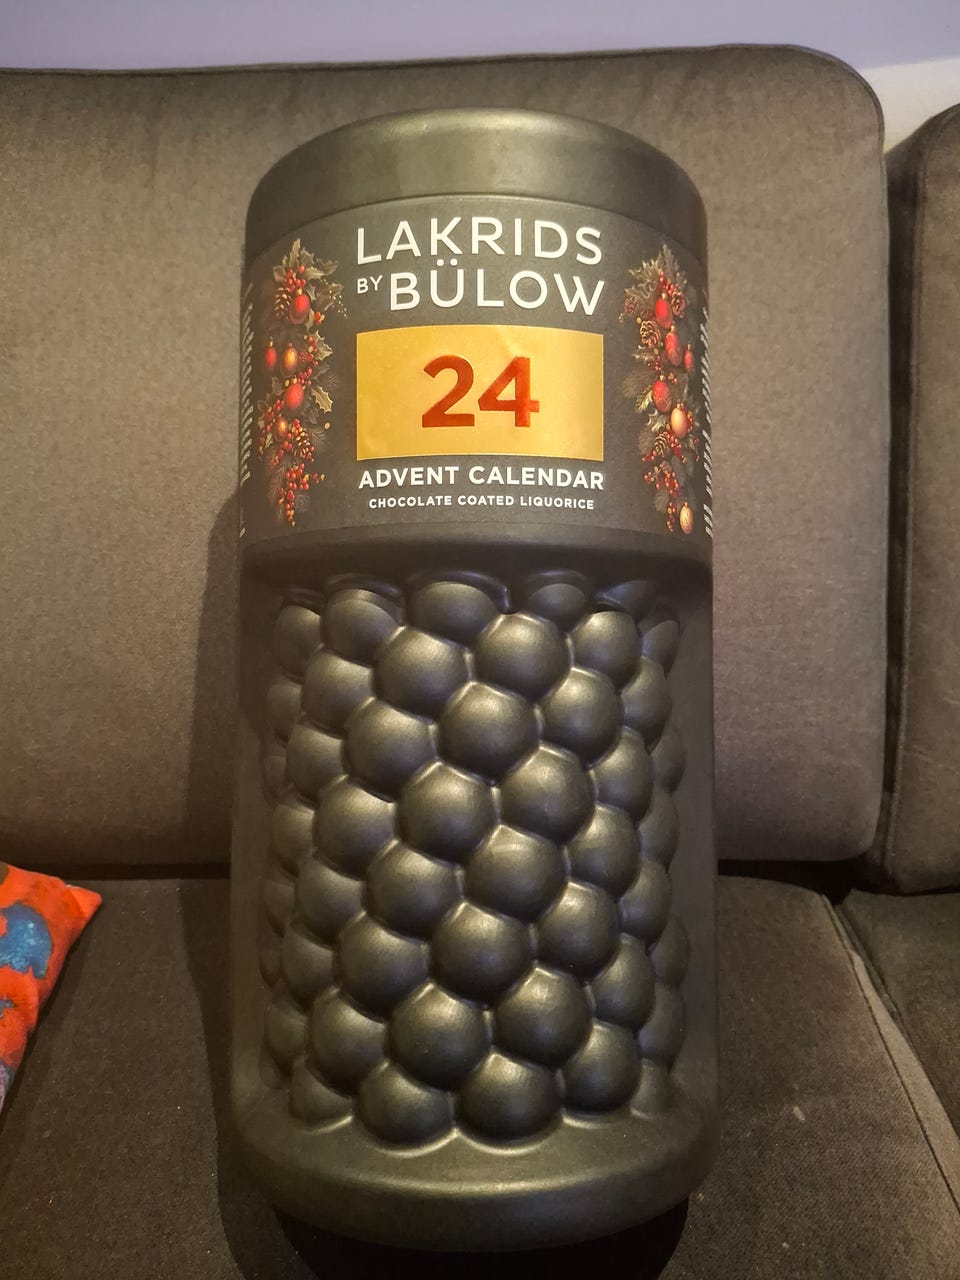 LAKRIDS
BY BÜLOW
24
ADVENT CALENDAR
CHOCOLATE COATED LIQUORICE